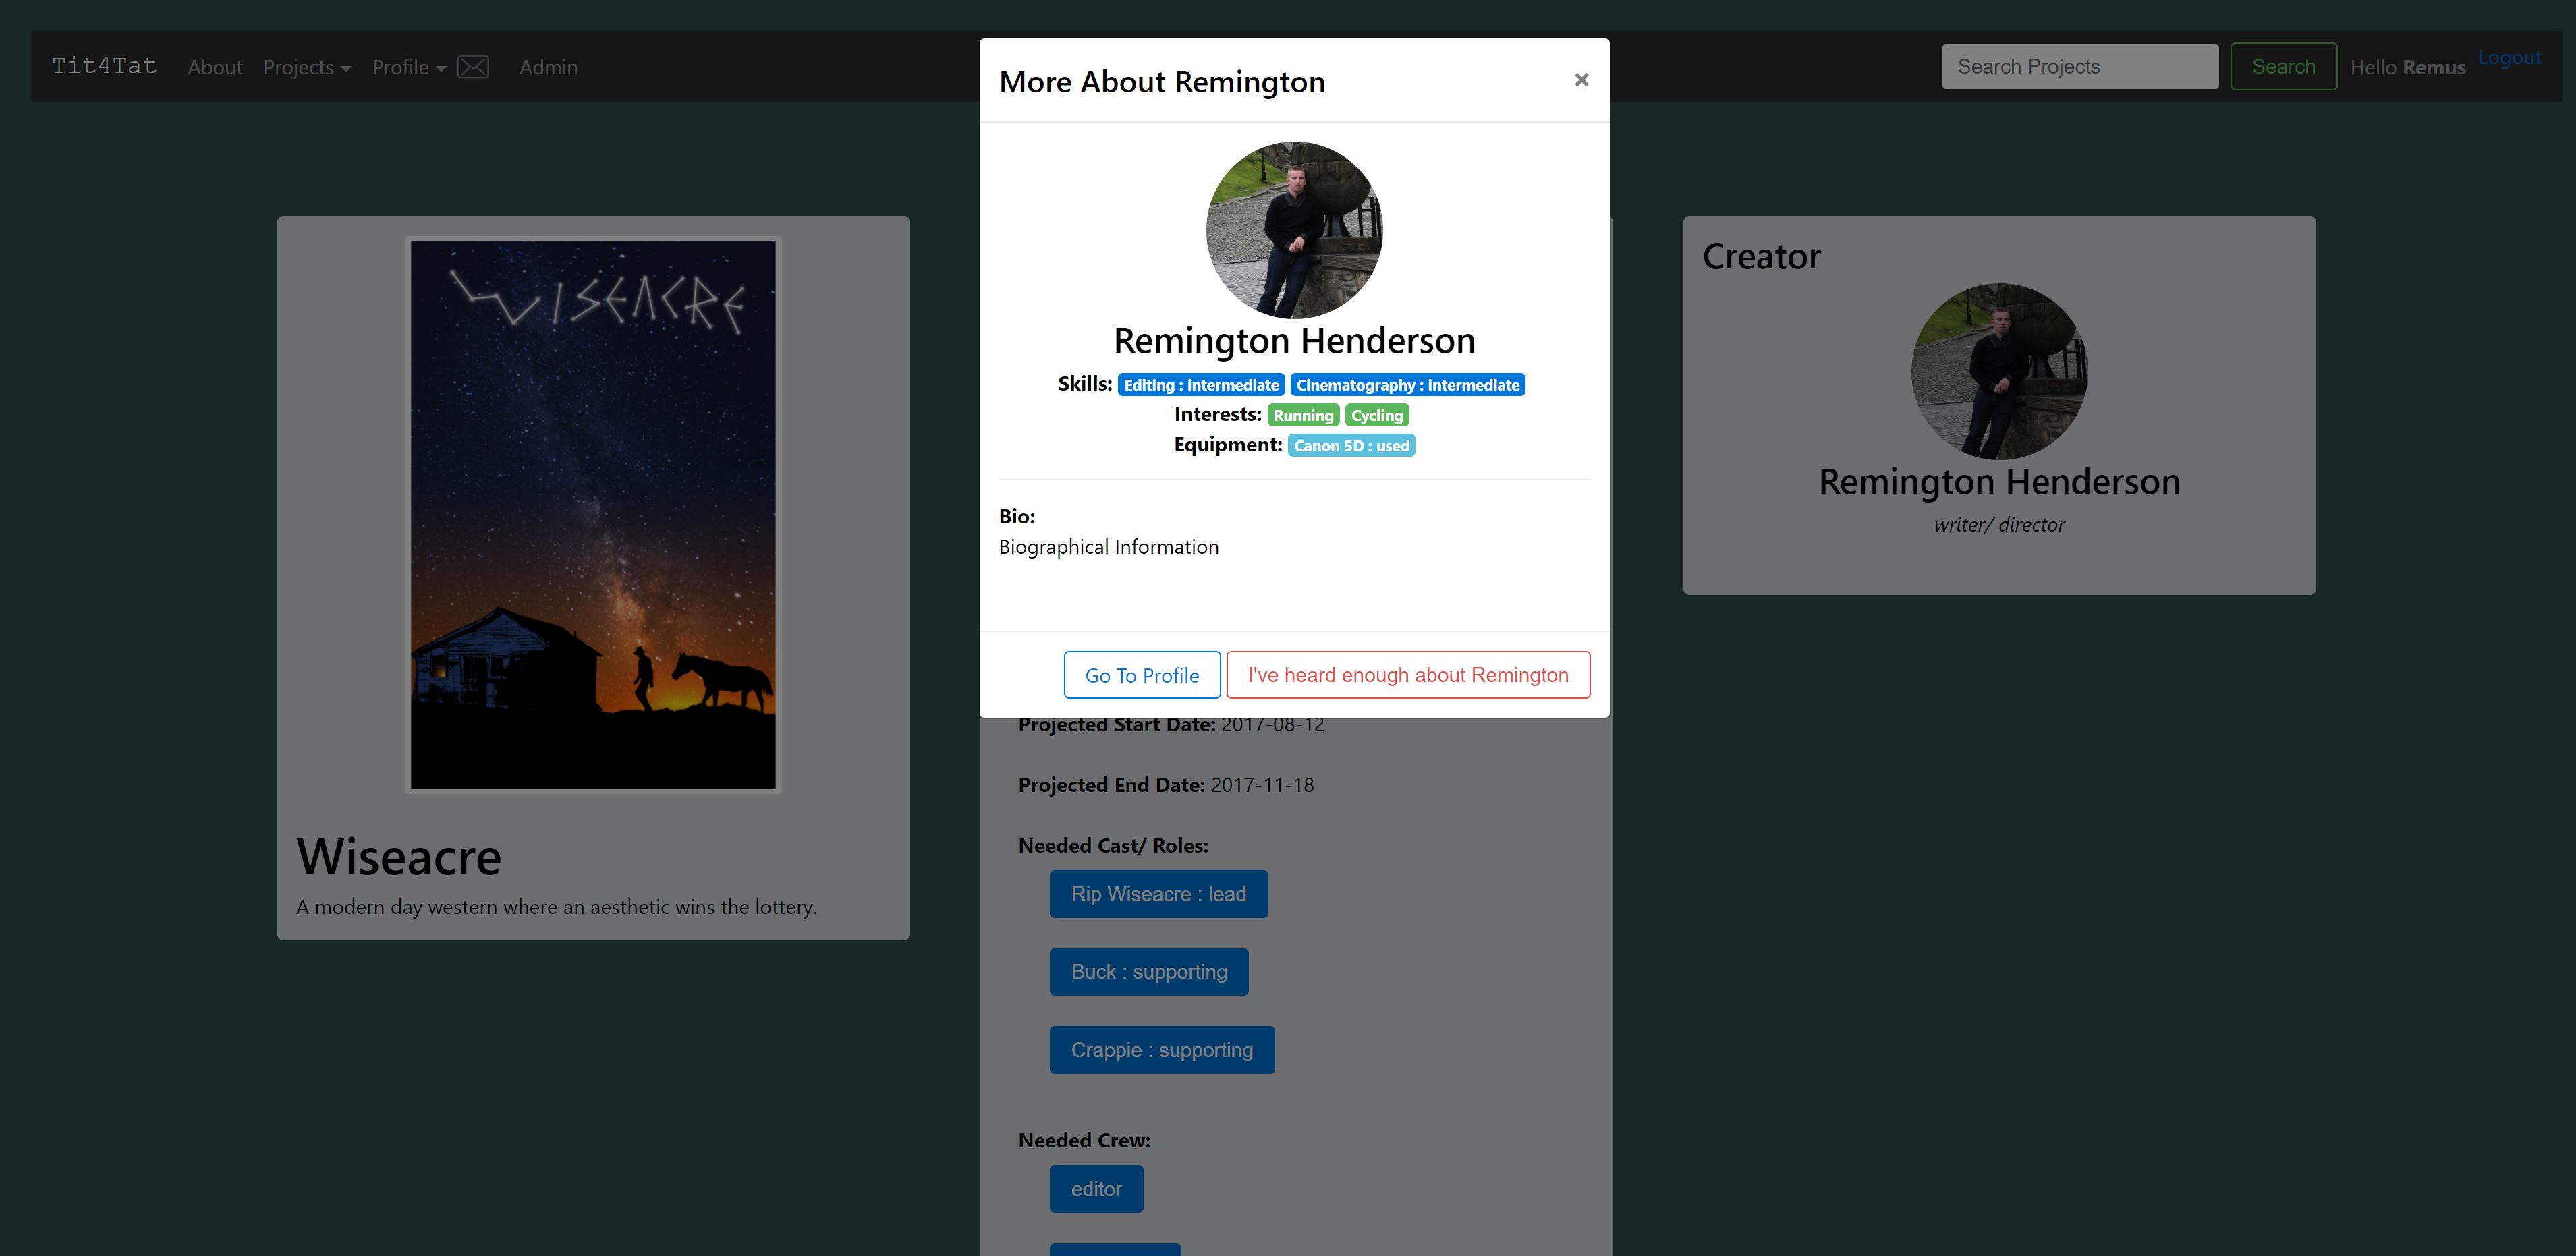 Tit4Tat About Projects Profile Admin Search Projects Search Hello Remus Logout
More About Remington ×
Remington Henderson
Skills: Editing : intermediate Cinematography : intermediate
Interests: Running Cycling
Equipment: Canon 5D : used
Bio:
Biographical Information
Go To Profile I've heard enough about Remington
WISEACRE
Wiseacre
A modern day western where an aesthetic wins the lottery.
Projected Start Date: 2017-08-12
Projected End Date: 2017-11-18
Needed Cast/ Roles:
Rip Wiseacre : lead
Buck : supporting
Crappie : supporting
Needed Crew:
editor
Creator
Remington Henderson
writer/ director